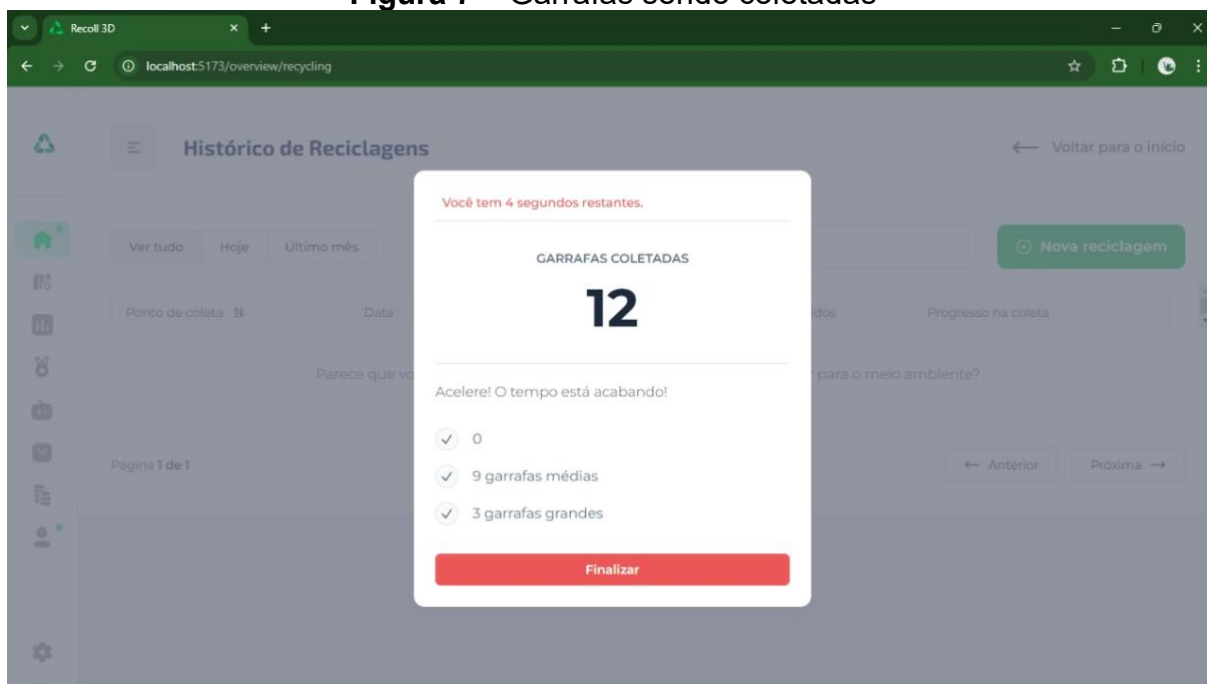 Figura 7 – Garrafas sendo coletadas
Recoll 3D
localhost:5173/overview/recycling
Histórico de Reciclagens
Voltar para o início
Você tem 4 segundos restantes.
Ver tudo Hoje Último mês
Nova reciclagem
GARRAFAS COLETADAS
12
Ponto de coleta Data dos Progresso na coleta
Parece que vo para o meio ambiente?
Acelere! O tempo está acabando!
0
9 garrafas médias
3 garrafas grandes
Página 1 de 1
← Anterior Próxima →
Finalizar